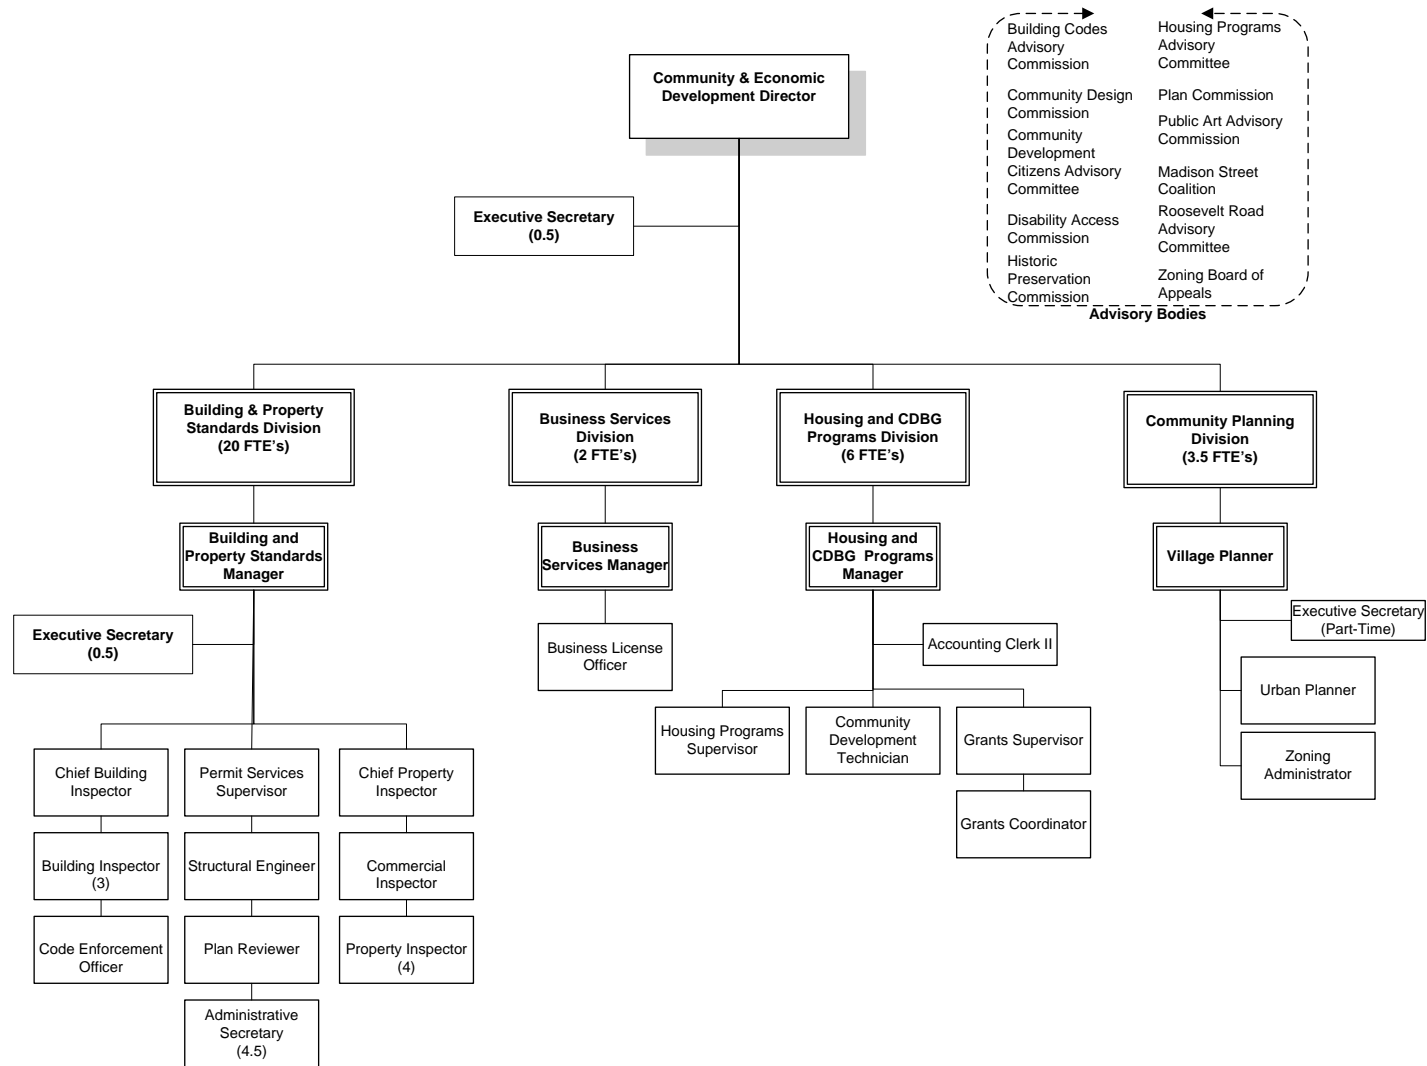 Community & Economic
Development Director
Executive Secretary
(0.5)
Building Codes
Advisory
Commission
Community Design
Commission
Community
Development
Citizens Advisory
Committee
Disability Access
Commission
Historic
Preservation
Commission
Housing Programs
Advisory
Committee
Plan Commission
Public Art Advisory
Commission
Madison Street
Coalition
Roosevelt Road
Advisory
Committee
Zoning Board of
Appeals
Advisory Bodies
Building & Property
Standards Division
(20 FTE's)
Business Services
Division
(2 FTE's)
Housing and CDBG
Programs Division
(6 FTE's)
Community Planning
Division
(3.5 FTE's)
Building and
Property Standards
Manager
Business
Services Manager
Housing and
CDBG Programs
Manager
Village Planner
Executive Secretary
(0.5)
Business License
Officer
Accounting Clerk II
Executive Secretary
(Part-Time)
Urban Planner
Zoning
Administrator
Housing Programs
Supervisor
Community
Development
Technician
Grants Supervisor
Grants Coordinator
Chief Building
Inspector
Permit Services
Supervisor
Chief Property
Inspector
Building Inspector
(3)
Structural Engineer
Commercial
Inspector
Code Enforcement
Officer
Plan Reviewer
Property Inspector
(4)
Administrative
Secretary
(4.5)